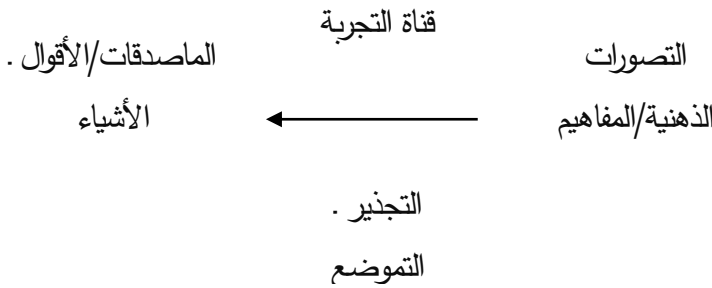 قناة التجربة
التصورات
الماصدقات/الأقوال .
الذهنية/المفاهيم
الأشياء
التجذير .
التموضع